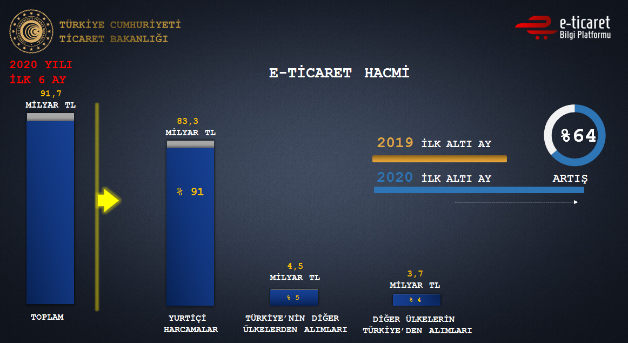 TÜRKİYE CUMHURİYETİ
TİCARET BAKANLIĞI
e-ticaret
Bilgi Platformu
2020 YILI
İLK 6 AY
E-TİCARET HACMİ
91,7
MİLYAR TL
83,3
MİLYAR TL
% 91
2019 İLK ALTI AY
2020 İLK ALTI AY
%64
ARTIŞ
4,5
MİLYAR TL
% 5
3,7
MİLYAR TL
% 4
TOPLAM
YURTİÇİ
HARCAMALAR
TÜRKİYE'NİN DİĞER
ÜLKELERDEN ALIMLARI
DİĞER ÜLKELERİN
TÜRKİYE'DEN ALIMLARI